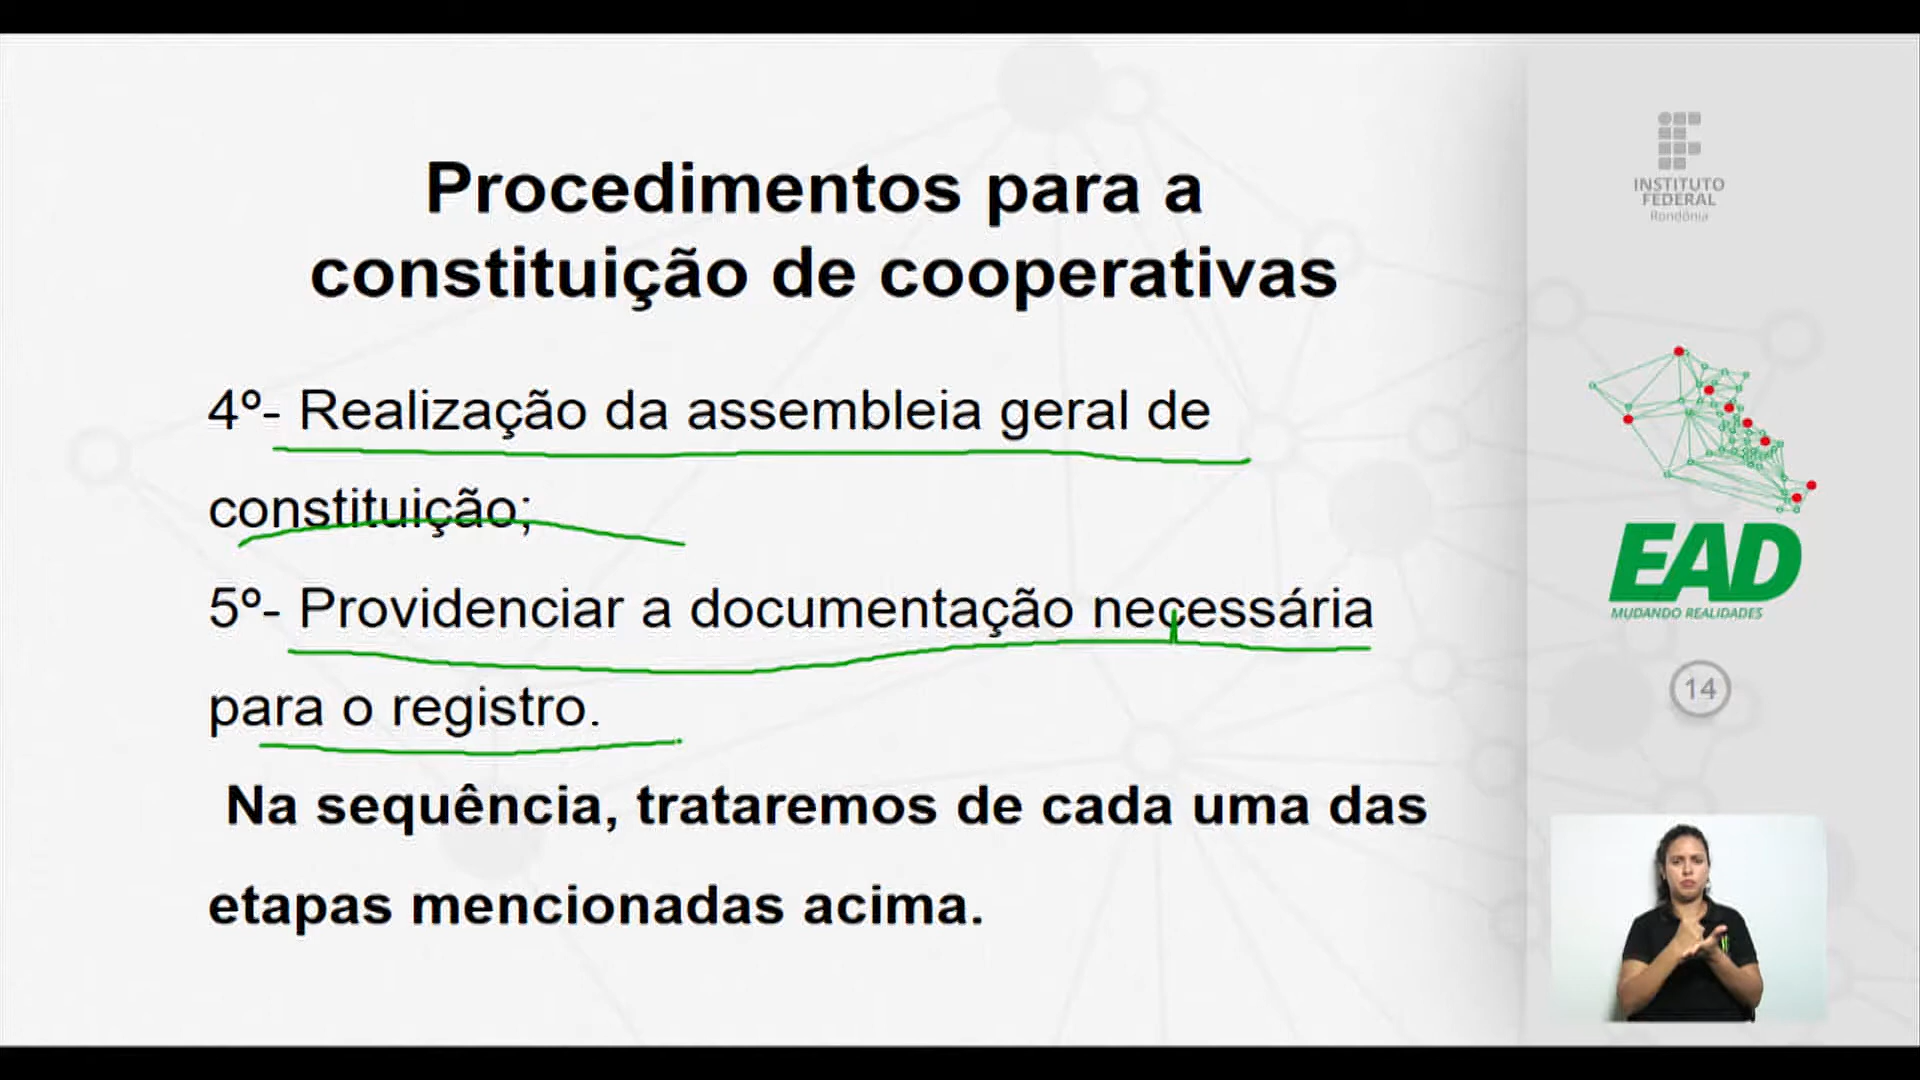 Procedimentos para a
constituição de cooperativas
4º- Realização da assembleia geral de
constituição;
5º- Providenciar a documentação necessária
para o registro.
Na sequência, trataremos de cada uma das
etapas mencionadas acima.
INSTITUTO
FEDERAL
Rondônia
EAD
MUDANDO REALIDADES
14